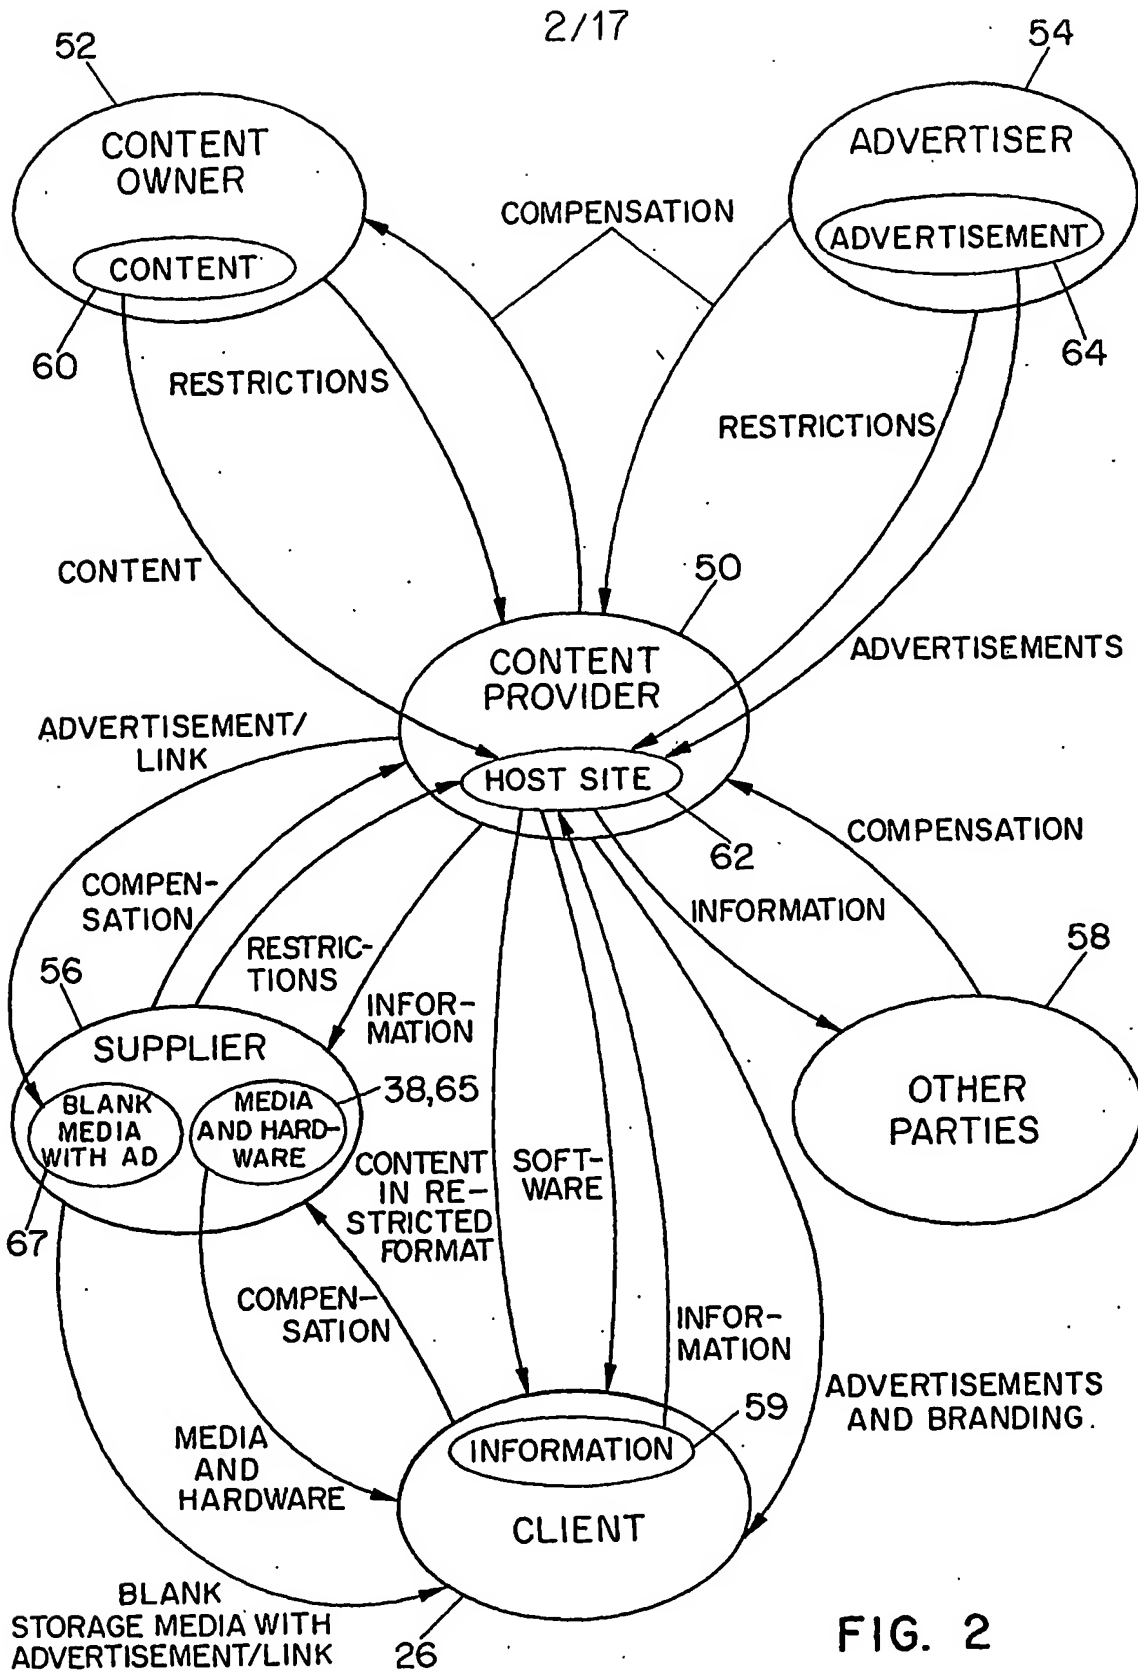 2/17
52
54
CONTENT
OWNER
ADVERTISER
COMPENSATION
ADVERTISEMENT
CONTENT
60
64
RESTRICTIONS
RESTRICTIONS
CONTENT
50
ADVERTISEMENTS
CONTENT
PROVIDER
ADVERTISEMENT/
LINK
HOST SITE
62
COMPENSATION
COMPEN-
SATION
INFORMATION
RESTRIC-
TIONS
58
56
INFOR-
MATION
SUPPLIER
38,65
BLANK
MEDIA
WITH AD
MEDIA
AND HARD-
WARE
OTHER
PARTIES
67
CONTENT
IN RE-
STRICTED
FORMAT
SOFT-
WARE
COMPEN-
SATION
INFOR-
MATION
ADVERTISEMENTS
AND BRANDING.
59
INFORMATION
MEDIA
AND
HARDWARE
CLIENT
BLANK
STORAGE MEDIA WITH
ADVERTISEMENT/LINK
26
FIG. 2